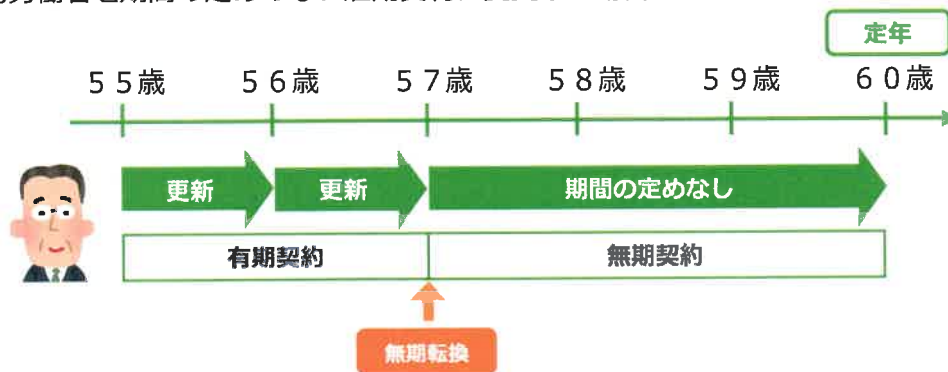 定年
55歳 56歳 57歳 58歳 59歳 60歳
更新 更新 期間の定めなし
有期契約 無期契約
無期転換